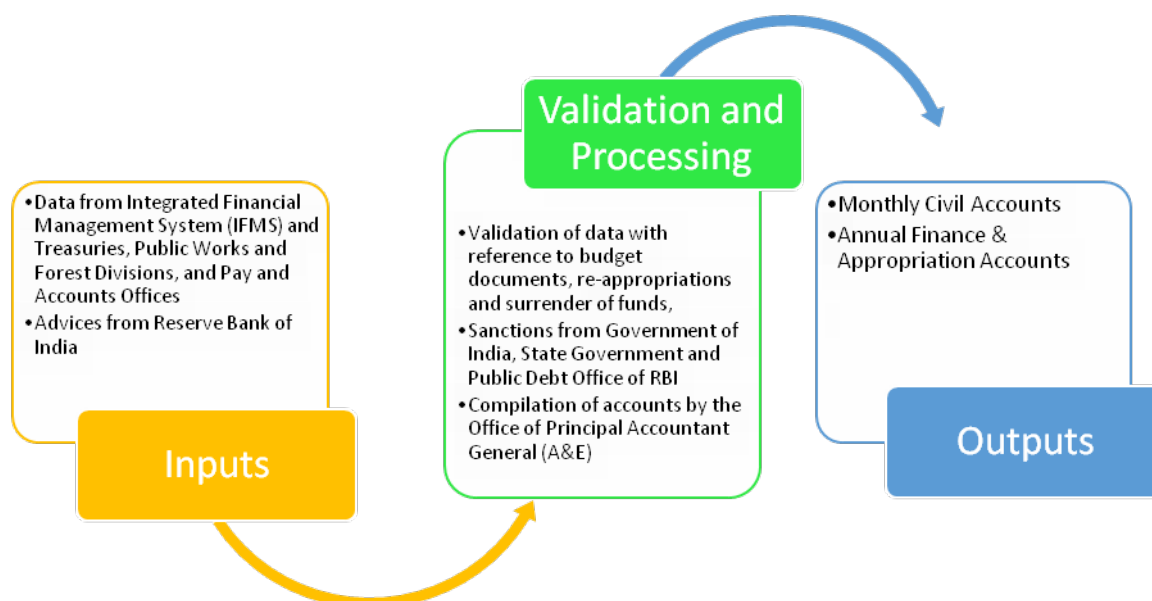 •Data from Integrated Financial
Management System (IFMS) and
Treasuries, Public Works and
Forest Divisions, and Pay and
Accounts Offices
•Advices from Reserve Bank of
India
Inputs
Validation and
Processing
•Validation of data with
reference to budget
documents, re-appropriations
and surrender of funds,
•Sanctions from Government of
India, State Government and
Public Debt Office of RBI
•Compilation of accounts by the
Office of Principal Accountant
General (A&E)
•Monthly Civil Accounts
•Annual Finance &
Appropriation Accounts
Outputs